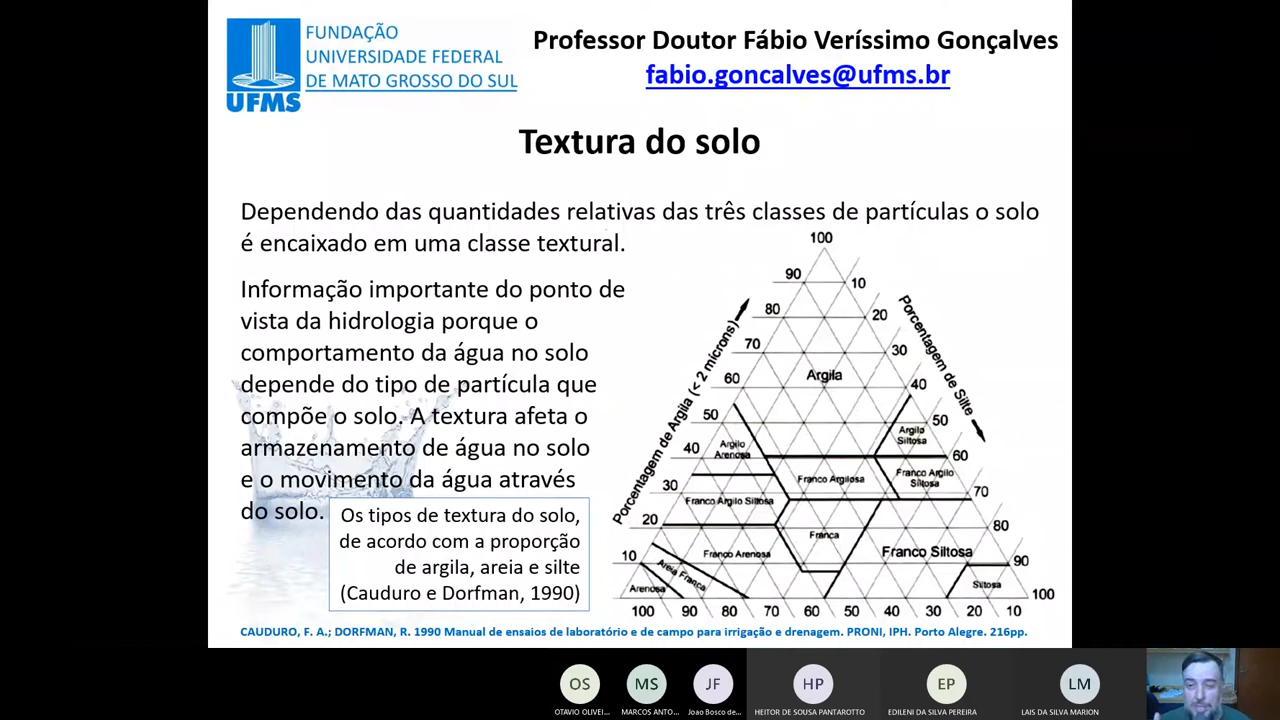 FUNDAÇÃO
UNIVERSIDADE FEDERAL
DE MATO GROSSO DO SUL
UFMS
Professor Doutor Fábio Veríssimo Gonçalves
fabio.goncalves@ufms.br
Textura do solo
Dependendo das quantidades relativas das três classes de partículas o solo
é encaixado em uma classe textural.
Informação importante do ponto de
vista da hidrologia porque o
comportamento da água no solo
depende do tipo de partícula que
compõe o solo. A textura afeta o
armazenamento de água no solo
e o movimento da água através
do solo.
Os tipos de textura do solo,
de acordo com a proporção
de argila, areia e silte
(Cauduro e Dorfman, 1990)
100
90 10
80 20
70 30
60 40
50 50
40 60
30 70
20 80
10 90
100
Porcentagem de Argila (< 2 mícrons)
Porcentagem de Silte
Argila
Argilo
Siltosa
Argilo
Arenosa
Franco Argilosa
Franco Argilo
Siltosa
Franco Argilo Siltosa
Franca
Franco Arenosa
Franco Siltosa
Areia Franca
Arenosa
Siltosa
100 90 80 70 60 50 40 30 20 10
CAUDURO, F. A.; DORFMAN, R. 1990 Manual de ensaios de laboratório e de campo para irrigação e drenagem. PRONI, IPH. Porto Alegre. 216pp.
OS MS JF HP EP LM
OTAVIO OLIVEI... MARCOS ANTO... Joao Bosco de... HEITOR DE SOUSA PANTAROTTO EDILENI DA SILVA PEREIRA LAIS DA SILVA MARION